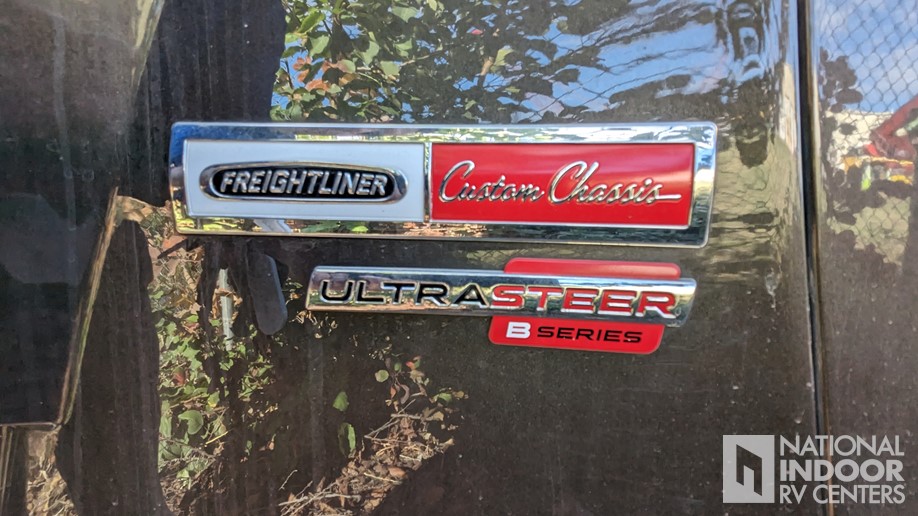 FREIGHTLINER Custom Chassis
ULTRASTEER
B SERIES
NATIONAL
INDOOR
RV CENTERS